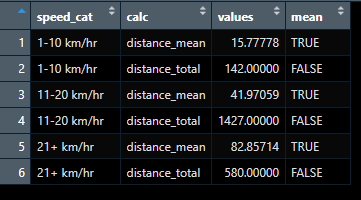 speed_cat calc values mean
1 1-10 km/hr distance_mean 15.77778 TRUE
2 1-10 km/hr distance_total 142.00000 FALSE
3 11-20 km/hr distance_mean 41.97059 TRUE
4 11-20 km/hr distance_total 1427.00000 FALSE
5 21+ km/hr distance_mean 82.85714 TRUE
6 21+ km/hr distance_total 580.00000 FALSE